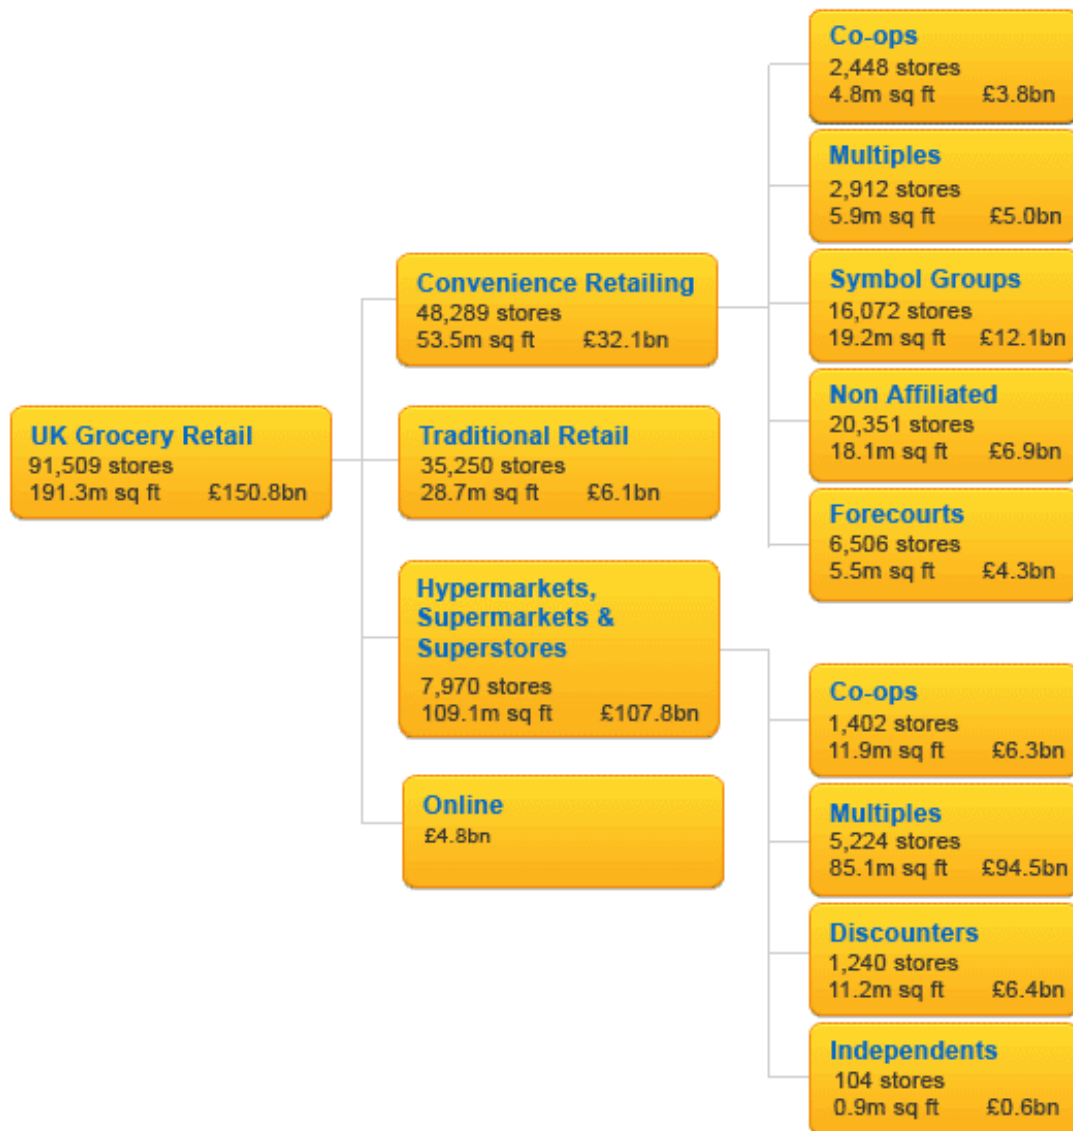 UK Grocery Retail
91,509 stores
191.3m sq ft £150.8bn
Convenience Retailing
48,289 stores
53.5m sq ft £32.1bn
Traditional Retail
35,250 stores
28.7m sq ft £6.1bn
Hypermarkets,
Supermarkets &
Superstores
7,970 stores
109.1m sq ft £107.8bn
Online
£4.8bn
Co-ops
2,448 stores
4.8m sq ft £3.8bn
Multiples
2,912 stores
5.9m sq ft £5.0bn
Symbol Groups
16,072 stores
19.2m sq ft £12.1bn
Non Affiliated
20,351 stores
18.1m sq ft £6.9bn
Forecourts
6,506 stores
5.5m sq ft £4.3bn
Co-ops
1,402 stores
11.9m sq ft £6.3bn
Multiples
5,224 stores
85.1m sq ft £94.5bn
Discounters
1,240 stores
11.2m sq ft £6.4bn
Independents
104 stores
0.9m sq ft £0.6bn